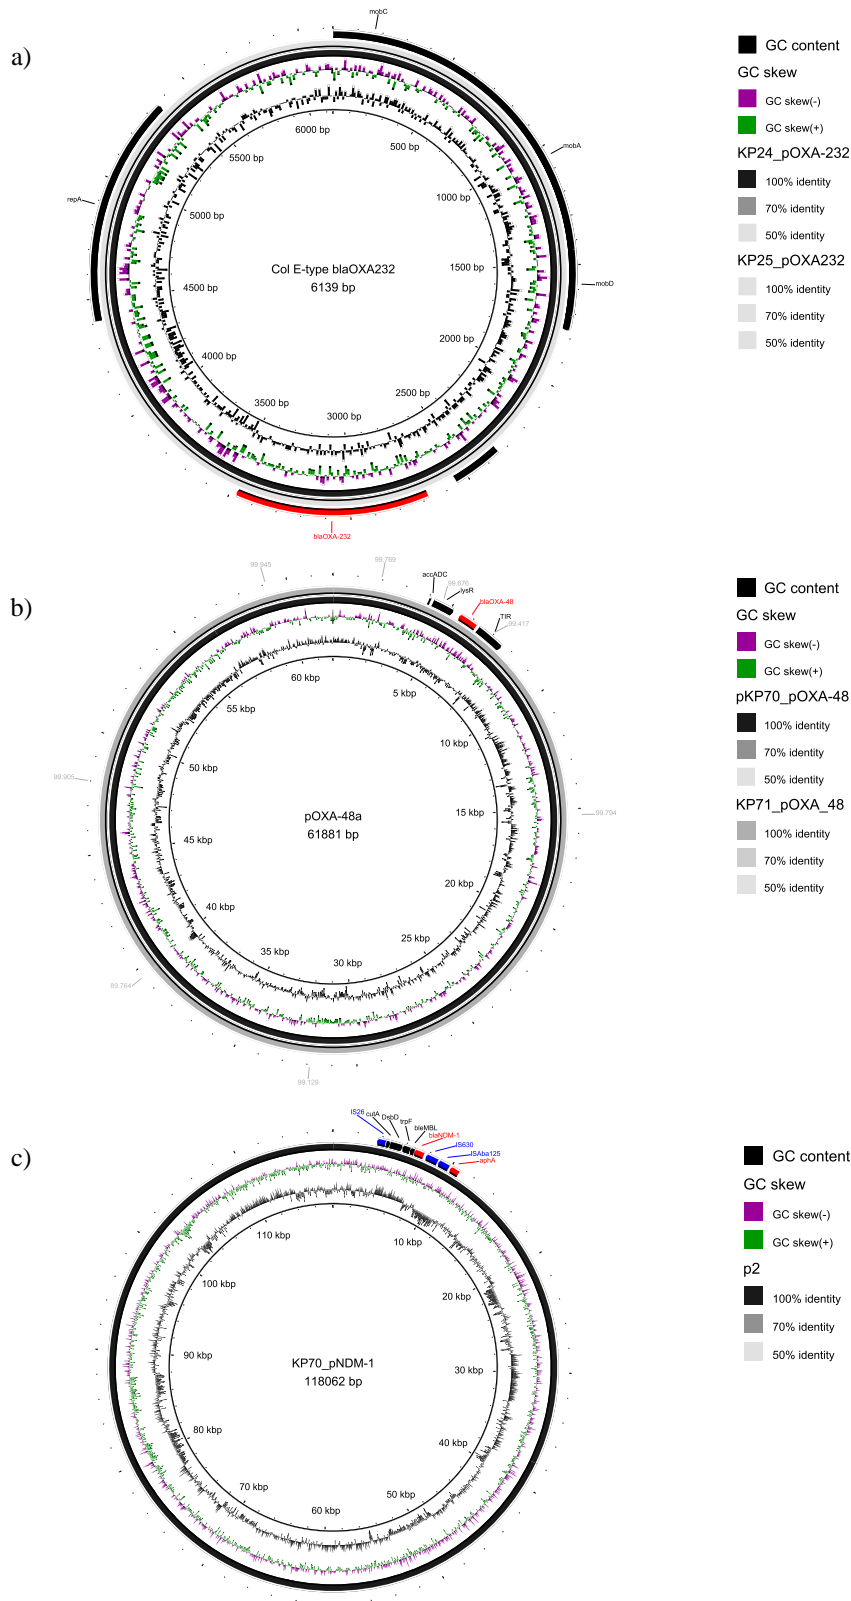 a)
mobC
mobA
mobD
repA
blaOXA-232
6000 bp
500 bp
1000 bp
1500 bp
2000 bp
2500 bp
3000 bp
3500 bp
4000 bp
4500 bp
5000 bp
5500 bp
Col E-type blaOXA232
6139 bp
GC content
GC skew
GC skew(-)
GC skew(+)
KP24_pOXA-232
100% identity
70% identity
50% identity
KP25_pOXA232
100% identity
70% identity
50% identity
b)
99.945
99.769
accADC
99.676
lysR
blaOXA-48
TIR
99.417
99.905
99.794
99.764
99.129
60 kbp
5 kbp
10 kbp
15 kbp
20 kbp
25 kbp
30 kbp
35 kbp
40 kbp
45 kbp
50 kbp
55 kbp
pOXA-48a
61881 bp
GC content
GC skew
GC skew(-)
GC skew(+)
pKP70_pOXA-48
100% identity
70% identity
50% identity
KP71_pOXA_48
100% identity
70% identity
50% identity
c)
IS26
cutA
DsbD
trpF
bleMBL
blaNDM-1
IS630
ISAba125
aphA
110 kbp
10 kbp
20 kbp
30 kbp
40 kbp
50 kbp
60 kbp
70 kbp
80 kbp
90 kbp
100 kbp
KP70_pNDM-1
118062 bp
GC content
GC skew
GC skew(-)
GC skew(+)
p2
100% identity
70% identity
50% identity